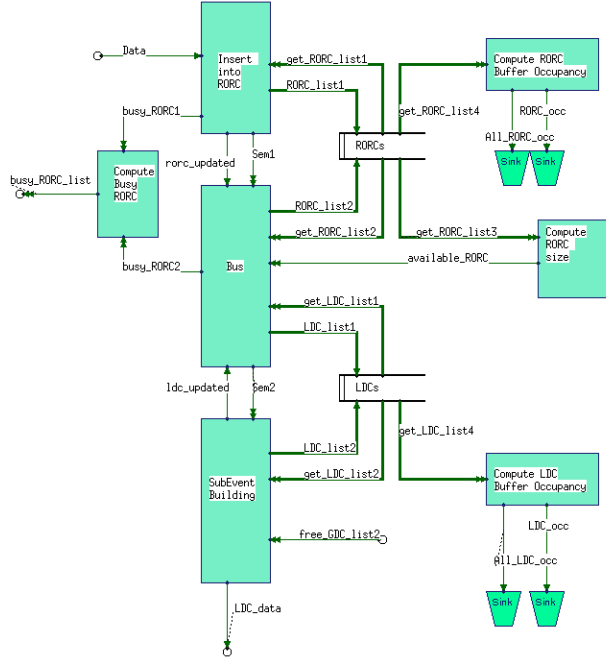 Data
Insert
into
RORC
get_RORC_list1
RORC_list1
Compute RORC
Buffer Occupancy
get_RORC_list4
RORC_occ
All_RORC_occ
Sink
Sink
busy_RORC1
RORCs
rorc_updated
Sem1
Compute
Busy
RORC
busy_RORC_list
RORC_list2
get_RORC_list2
get_RORC_list3
Compute
RORC
size
available_RORC
busy_RORC2
Bus
get_LDC_list1
LDC_list1
ldc_updated
Sem2
LDCs
get_LDC_list4
LDC_list2
get_LDC_list2
SubEvent
Building
Compute LDC
Buffer Occupancy
free_GDC_list2
LDC_occ
All_LDC_occ
Sink
Sink
LDC_data